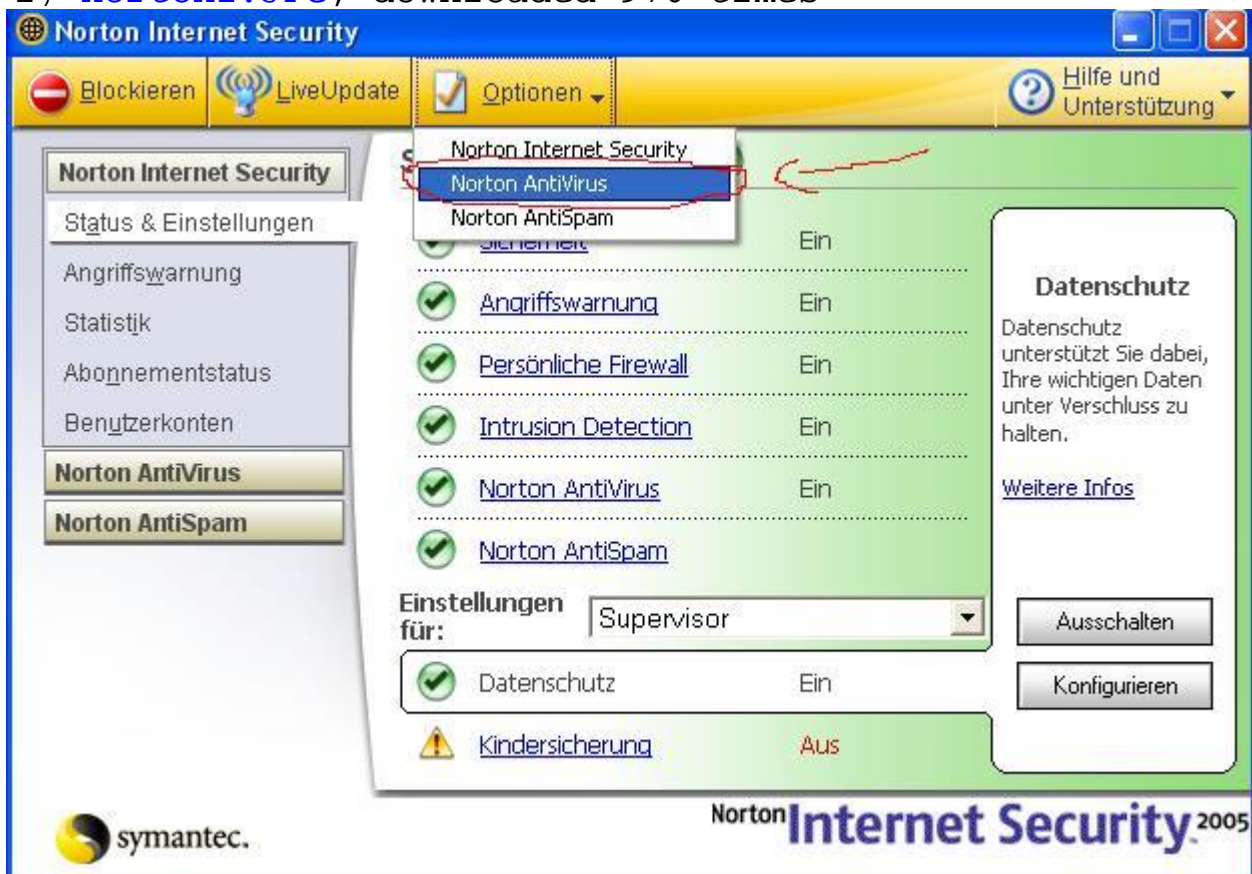 Norton Internet Security
Blockieren LiveUpdate Optionen Hilfe und
Unterstützung
Norton Internet Security
Norton AntiVirus
Norton AntiSpam
Norton Internet Security
Status & Einstellungen
Angriffswarnung
Statistik
Abonnementstatus
Benutzerkonten
Norton AntiVirus
Norton AntiSpam
Sicherheit Ein
Angriffswarnung Ein
Persönliche Firewall Ein
Intrusion Detection Ein
Norton AntiVirus Ein
Norton AntiSpam
Einstellungen
für: Supervisor
Datenschutz Ein
Kindersicherung Aus
Datenschutz
Datenschutz
unterstützt Sie dabei,
Ihre wichtigen Daten
unter Verschluss zu
halten.
Weitere Infos
Ausschalten
Konfigurieren
symantec.
Norton Internet Security 2005